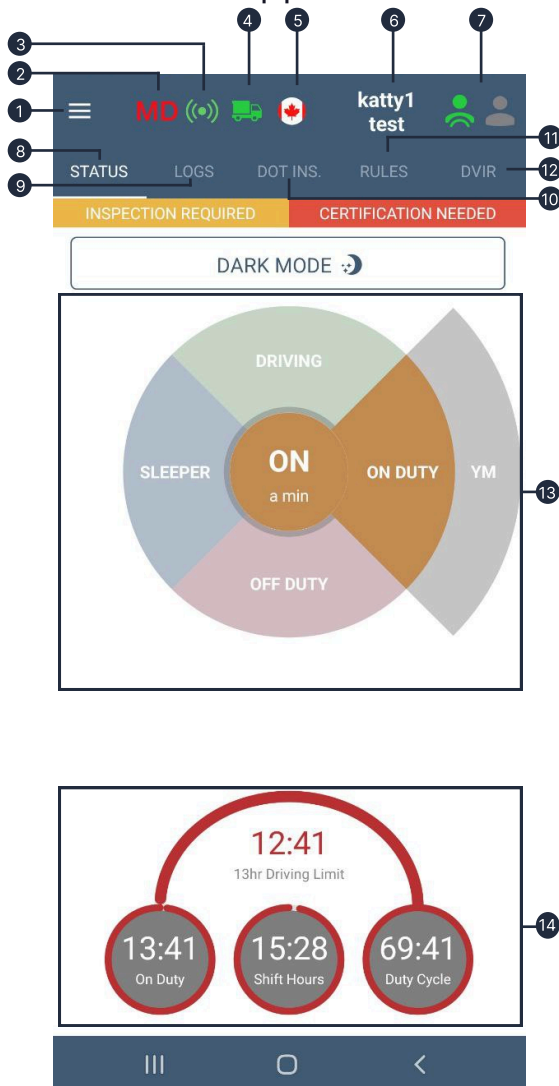 4
5
6
7
3
2
1
MD
katty1
test
11
8
STATUS
LOGS
DOT INS.
RULES
DVIR
12
9
10
INSPECTION REQUIRED
CERTIFICATION NEEDED
DARK MODE
DRIVING
SLEEPER
ON
a min
ON DUTY
YM
13
OFF DUTY
12:41
13hr Driving Limit
13:41
On Duty
15:28
Shift Hours
69:41
Duty Cycle
14